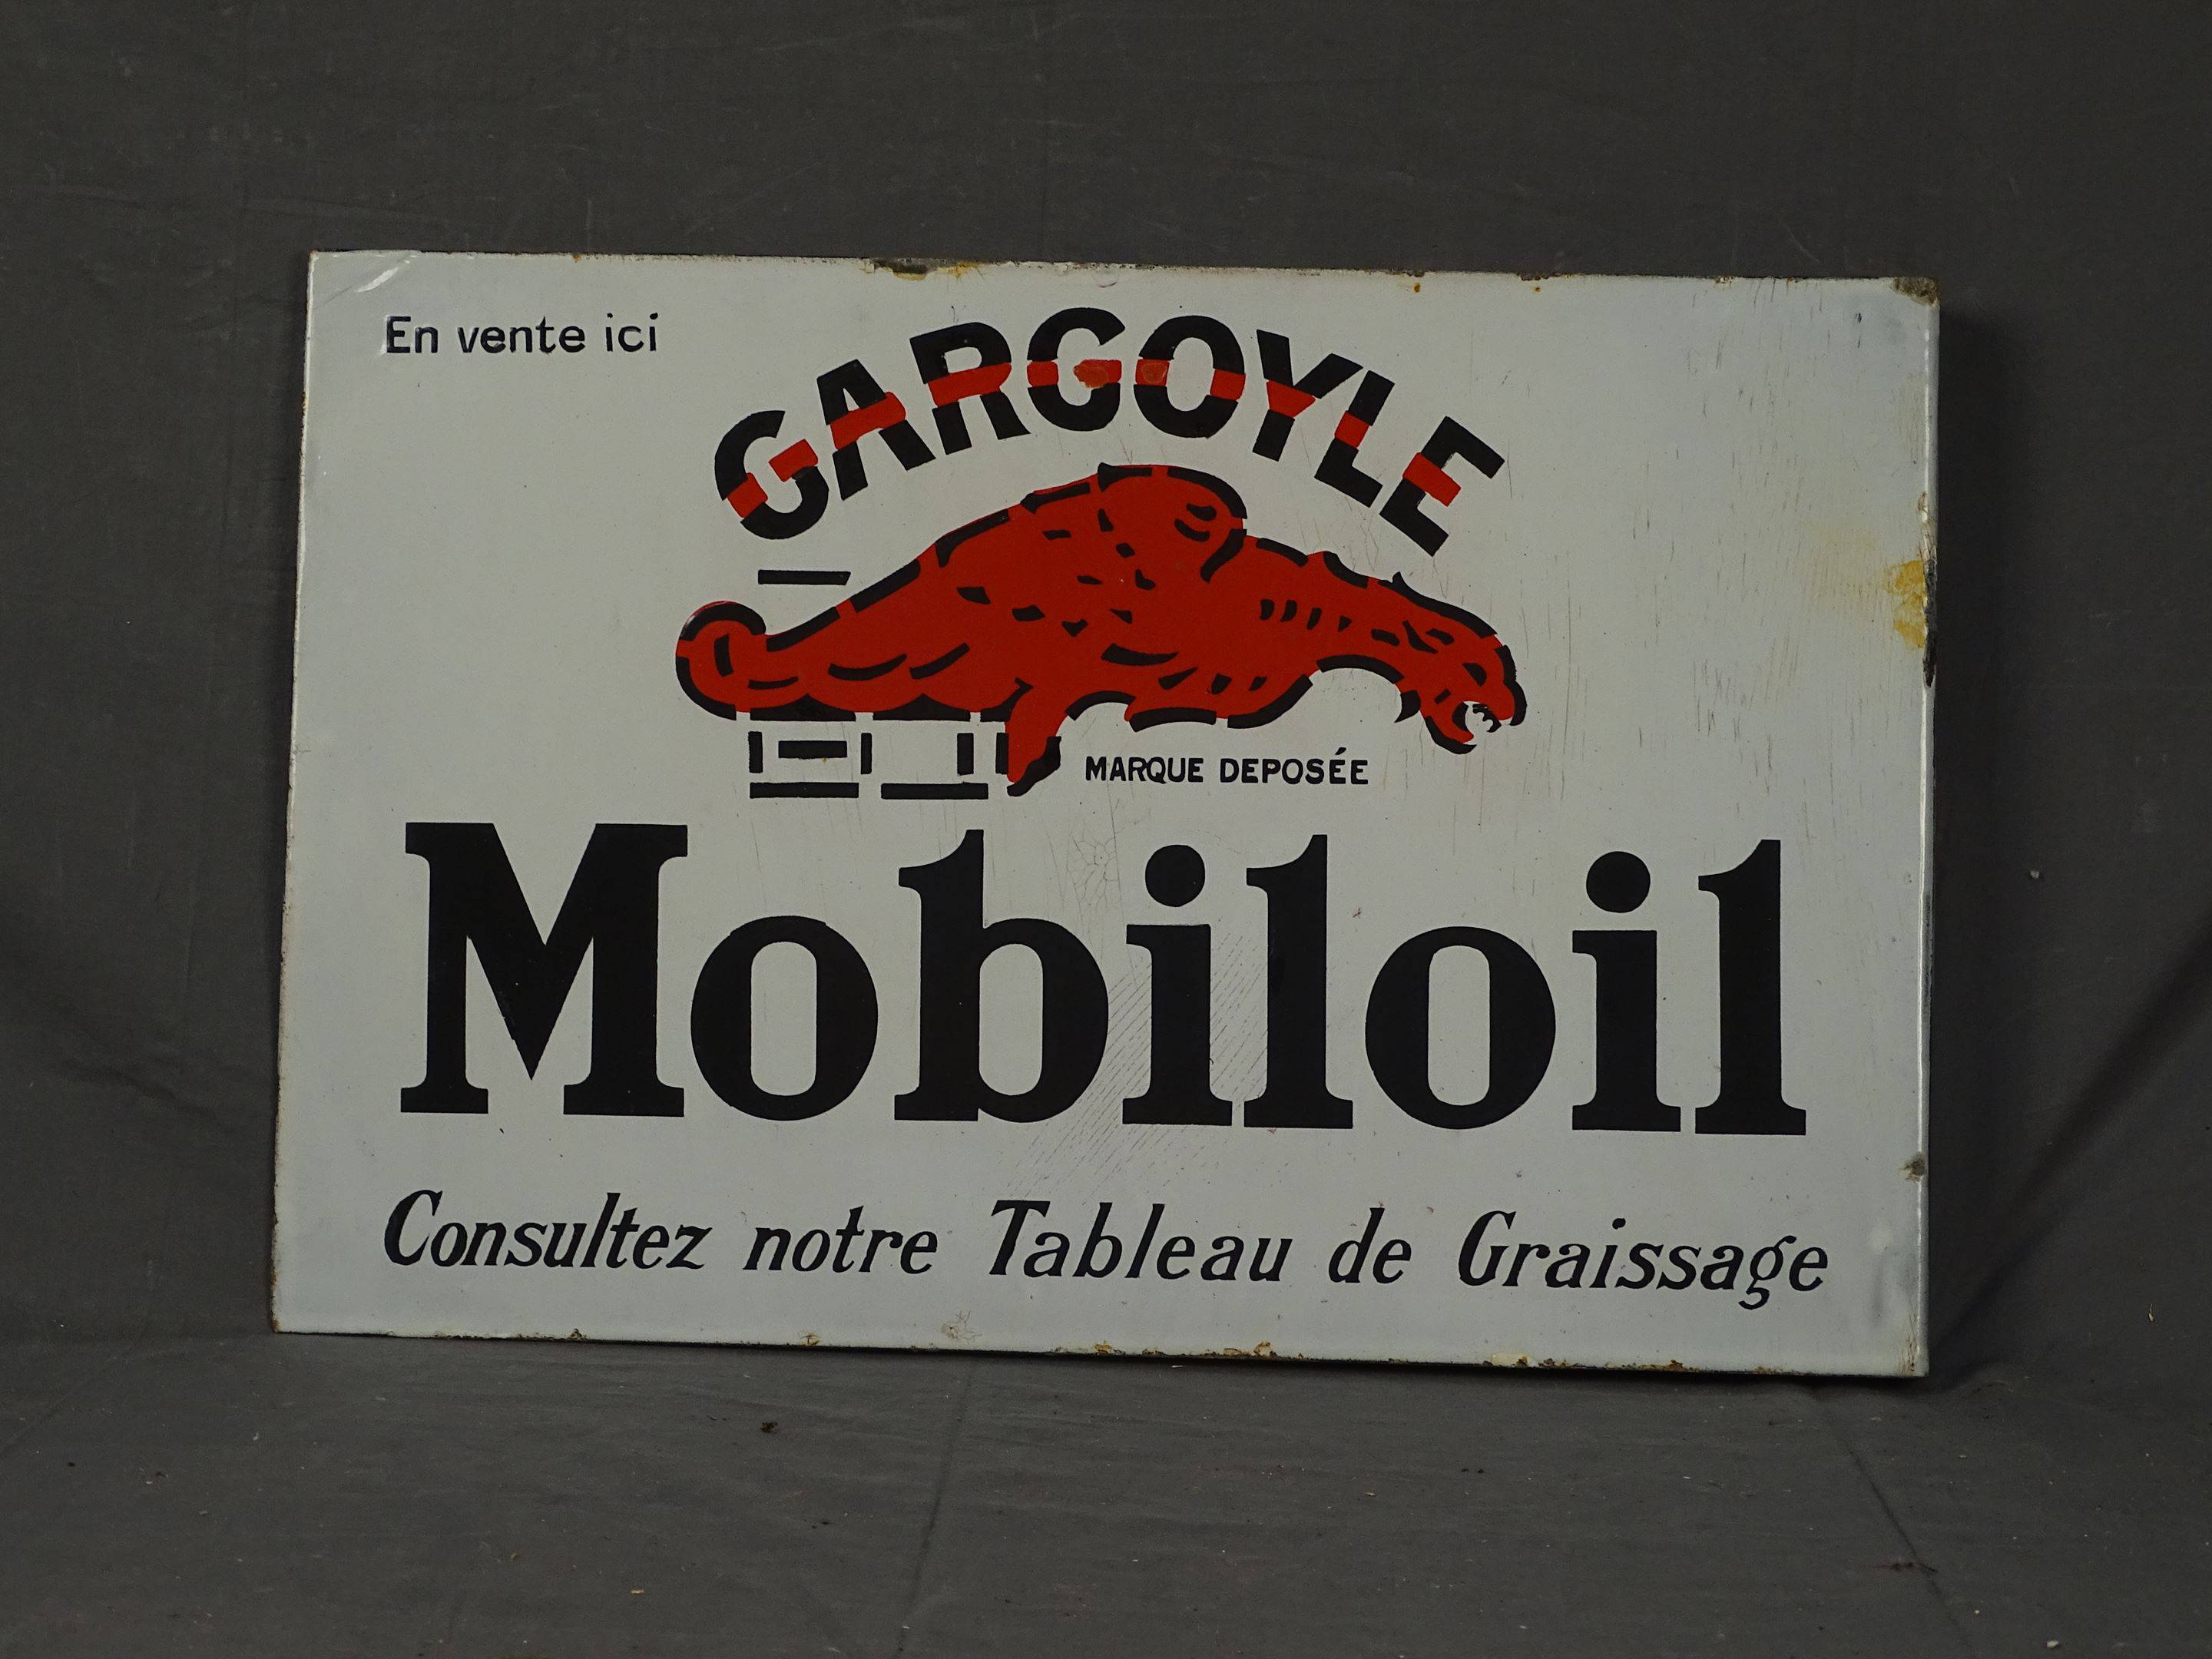 En vente ici
GARGOYLE
MARQUE DEPOSÉE
Mobiloil
Consultez notre Tableau de Graissage